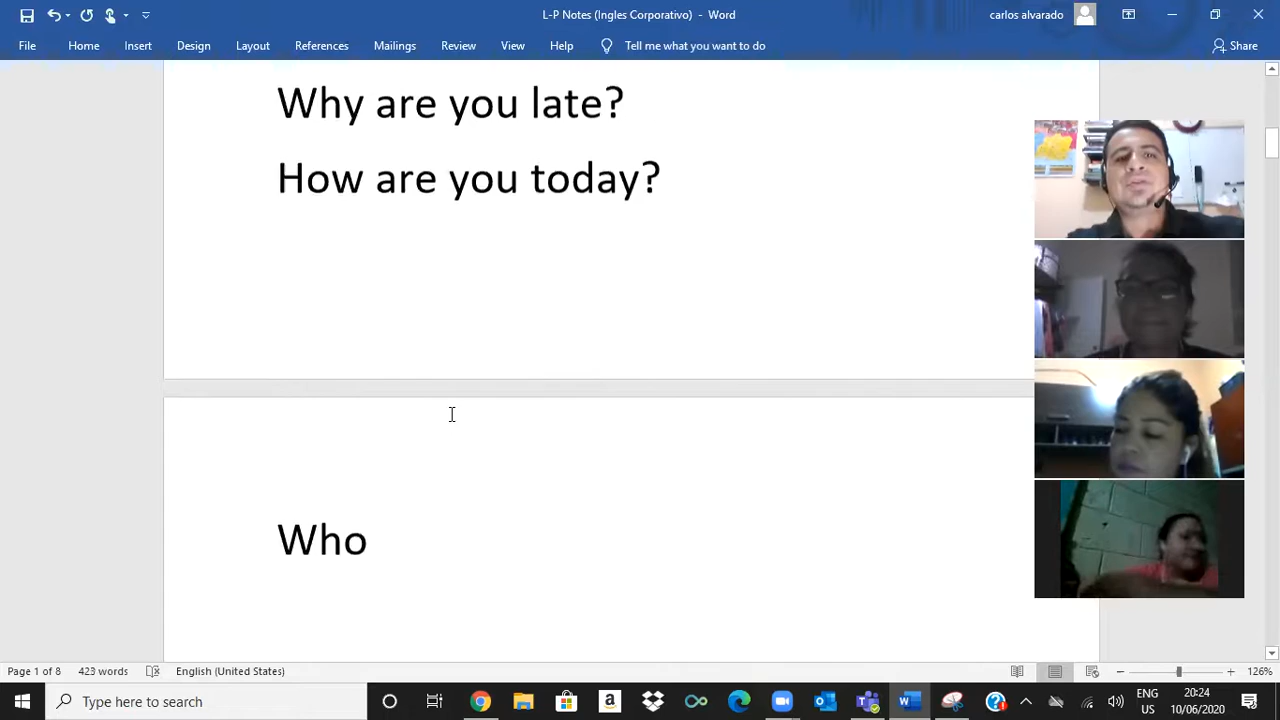 L-P Notes (Ingles Corporativo) - Word
carlos alvarado
File Home Insert Design Layout References Mailings Review View Help Tell me what you want to do Share
Why are you late?
How are you today?
Who
Page 1 of 8 423 words English (United States) 126%
Type here to search
ENG
US
20:24
10/06/2020